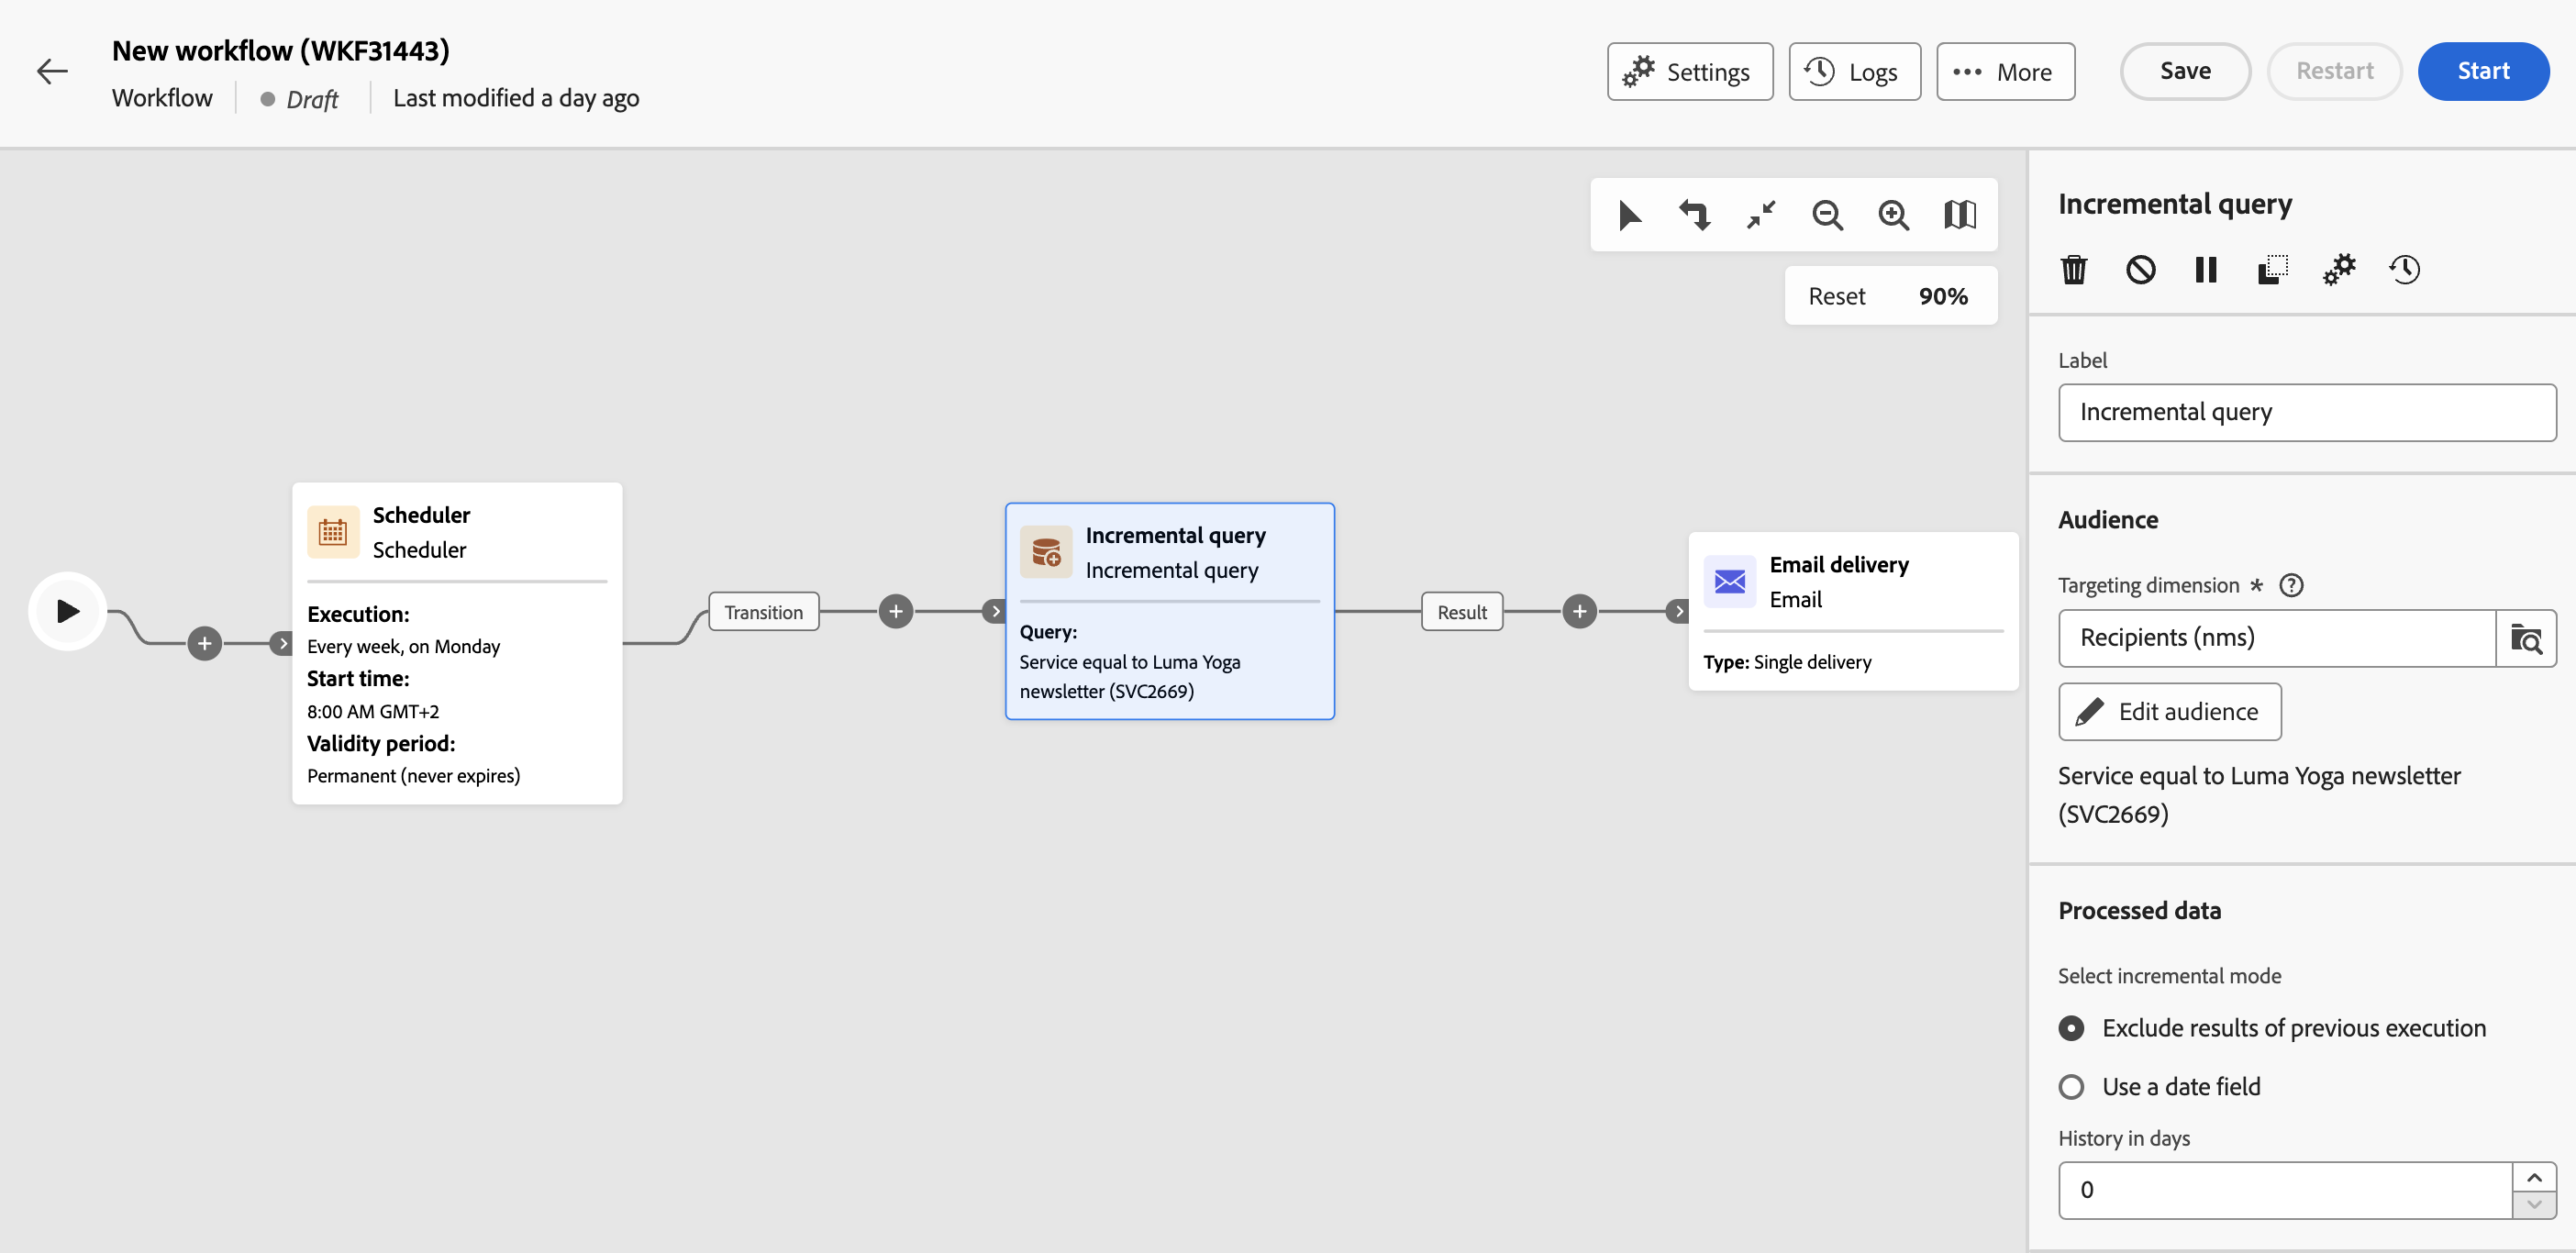 New workflow (WKF31443)
Workflow Draft Last modified a day ago
Settings Logs More Save Restart Start
Reset 90%
Scheduler
Scheduler
Execution:
Every week, on Monday
Start time:
8:00 AM GMT+2
Validity period:
Permanent (never expires)
Transition
Incremental query
Incremental query
Query:
Service equal to Luma Yoga
newsletter (SVC2669)
Result
Email delivery
Email
Type: Single delivery
Incremental query
Label
Incremental query
Audience
Targeting dimension *
Recipients (nms)
Edit audience
Service equal to Luma Yoga newsletter
(SVC2669)
Processed data
Select incremental mode
Exclude results of previous execution
Use a date field
History in days
0